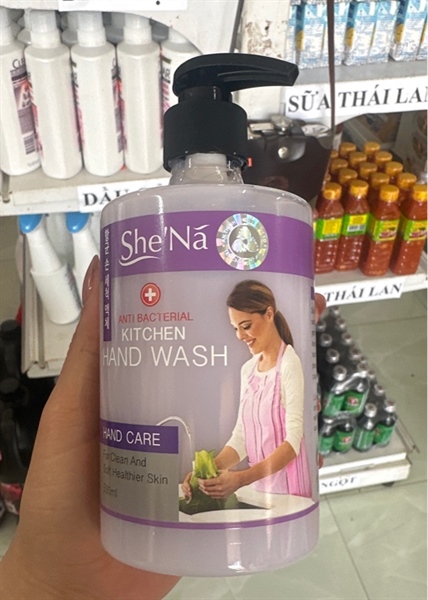 SỮA THÁI LAN
DẦU
THÁI LAN
NGỌT
She'Ná
ANTI BACTERIAL
KITCHEN
HAND WASH
HAND CARE
Clean And
Healthier Skin